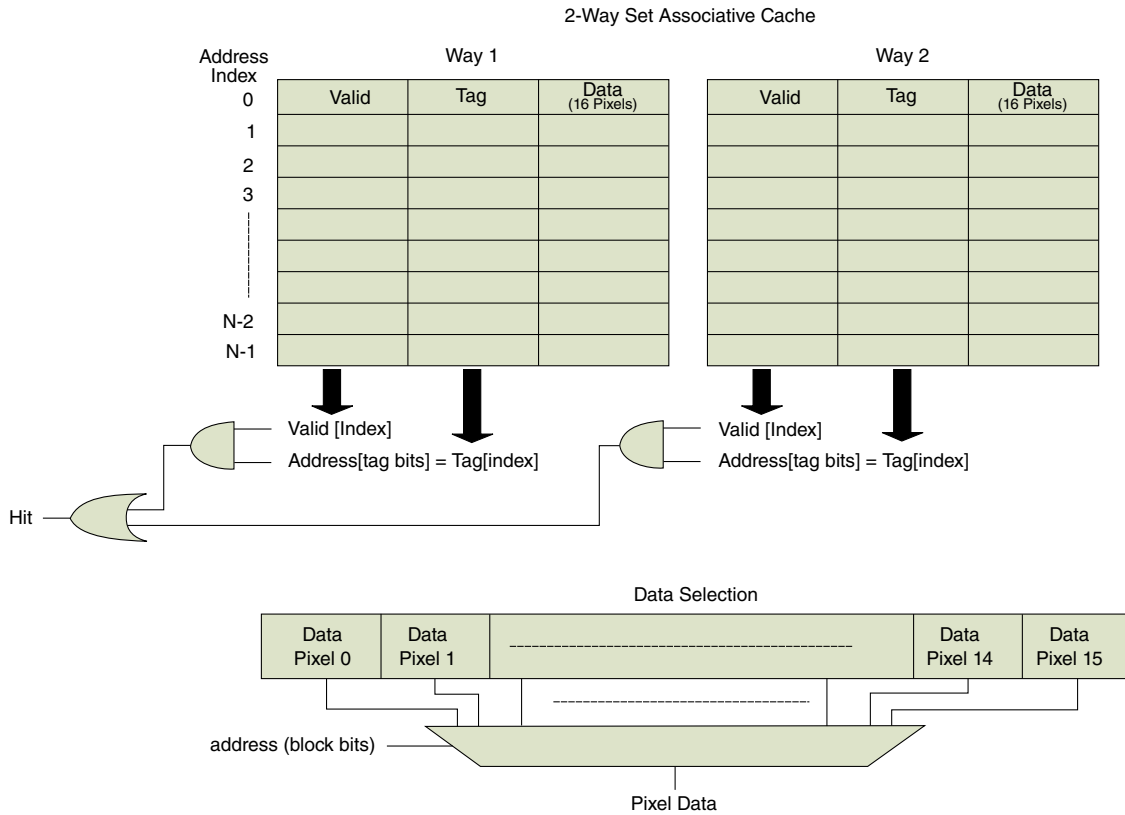 2-Way Set Associative Cache
Address
Index
Way 1
Way 2
0
Valid
Tag
Data
(16 Pixels)
Valid
Tag
Data
(16 Pixels)
1
2
3
N-2
N-1
Valid [Index]
Address[tag bits] = Tag[index]
Valid [Index]
Address[tag bits] = Tag[index]
Hit
Data Selection
Data
Pixel 0
Data
Pixel 1
Data
Pixel 14
Data
Pixel 15
address (block bits)
Pixel Data